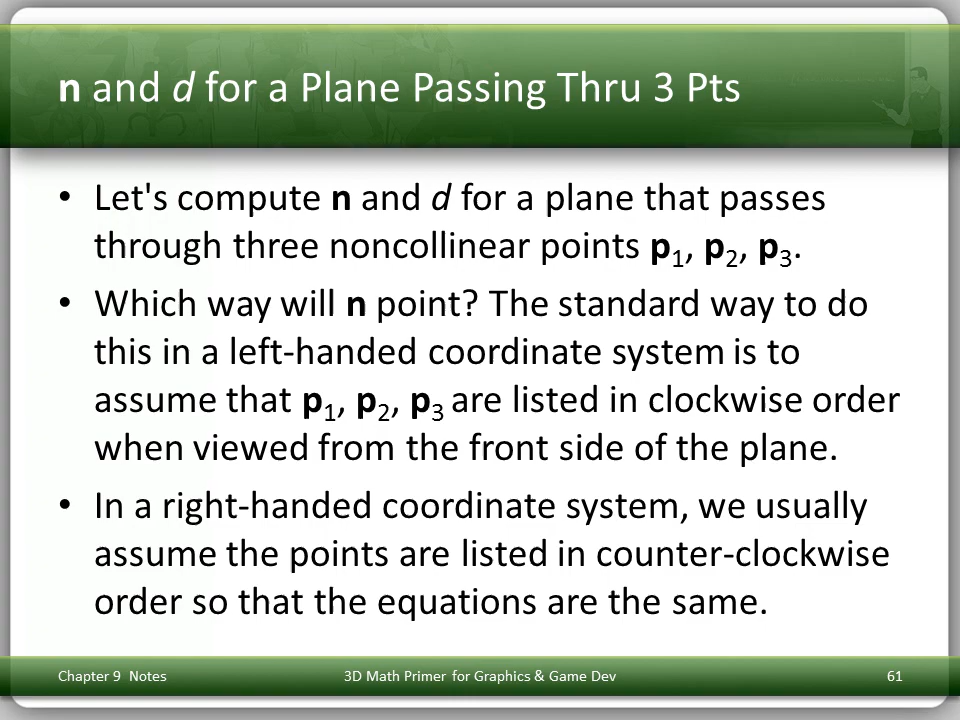 n and d for a Plane Passing Thru 3 Pts
• Let's compute n and d for a plane that passes
through three noncollinear points p₁, p₂, p₃.
• Which way will n point? The standard way to do
this in a left-handed coordinate system is to
assume that p₁, p₂, p₃ are listed in clockwise order
when viewed from the front side of the plane.
• In a right-handed coordinate system, we usually
assume the points are listed in counter-clockwise
order so that the equations are the same.
Chapter 9 Notes
3D Math Primer for Graphics & Game Dev
61